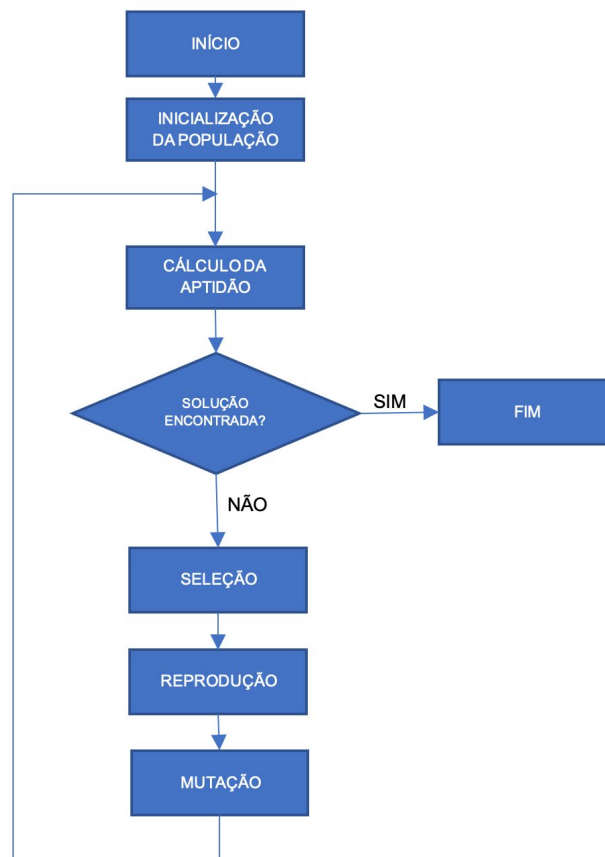 INÍCIO
INICIALIZAÇÃO
DA POPULAÇÃO
CÁLCULO DA
APTIDÃO
SOLUÇÃO
ENCONTRADA?
SIM
FIM
NÃO
SELEÇÃO
REPRODUÇÃO
MUTAÇÃO